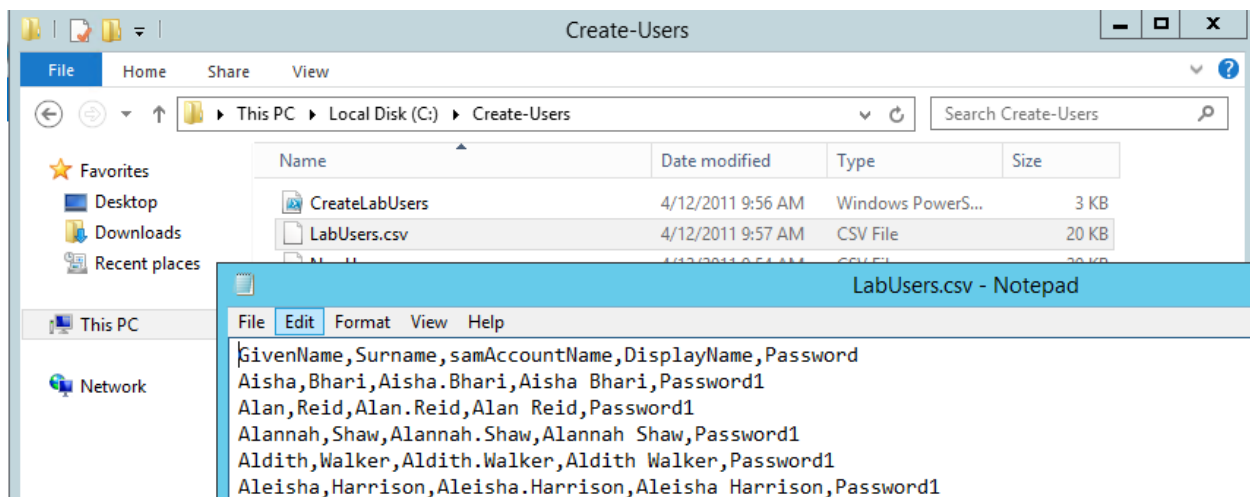 Create-Users
File Home Share View
This PC Local Disk (C:) Create-Users Search Create-Users
Name Date modified Type Size
Favorites
Desktop
Downloads
Recent places
This PC
Network
CreateLabUsers 4/12/2011 9:56 AM Windows PowerS... 3 KB
LabUsers.csv 4/12/2011 9:57 AM CSV File 20 KB
LabUsers.csv - Notepad
File Edit Format View Help
GivenName,Surname,samAccountName,DisplayName,Password
Aisha,Bhari,Aisha.Bhari,Aisha Bhari,Password1
Alan,Reid,Alan.Reid,Alan Reid,Password1
Alannah,Shaw,Alannah.Shaw,Alannah Shaw,Password1
Aldith,Walker,Aldith.Walker,Aldith Walker,Password1
Aleisha,Harrison,Aleisha.Harrison,Aleisha Harrison,Password1